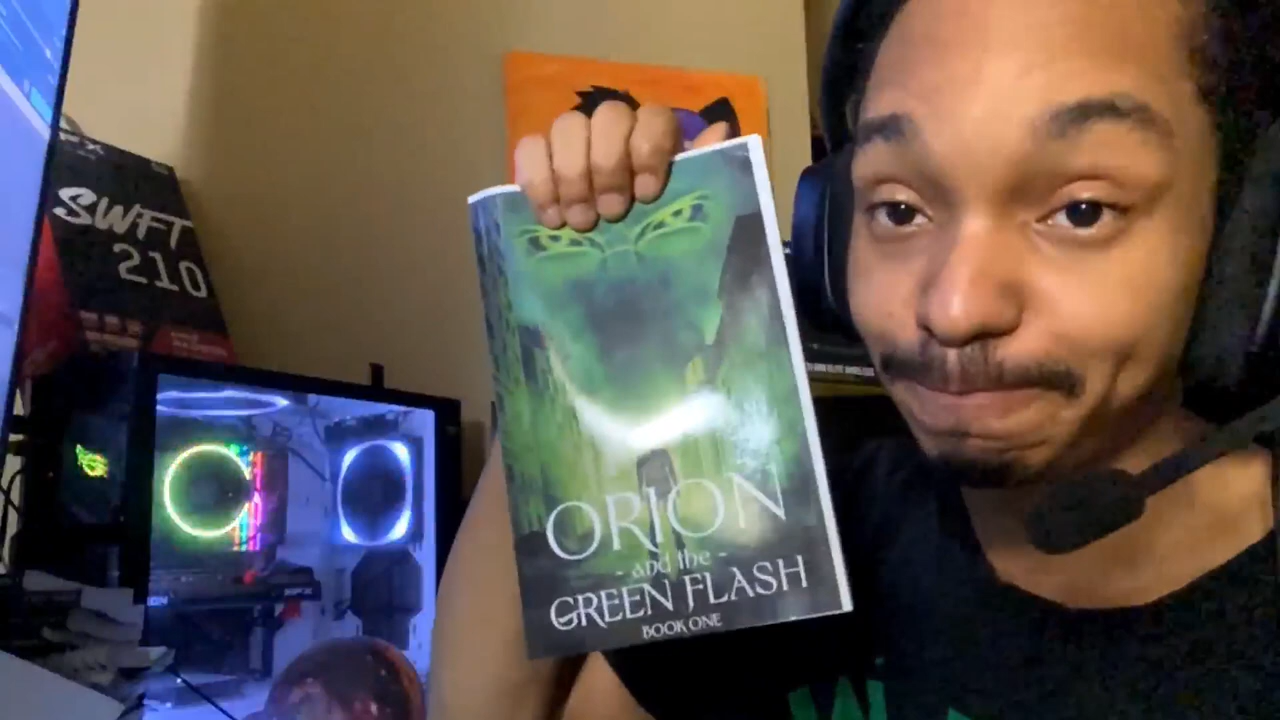 SWFT
210
ORION
- and the -
GREEN FLASH
BOOK ONE